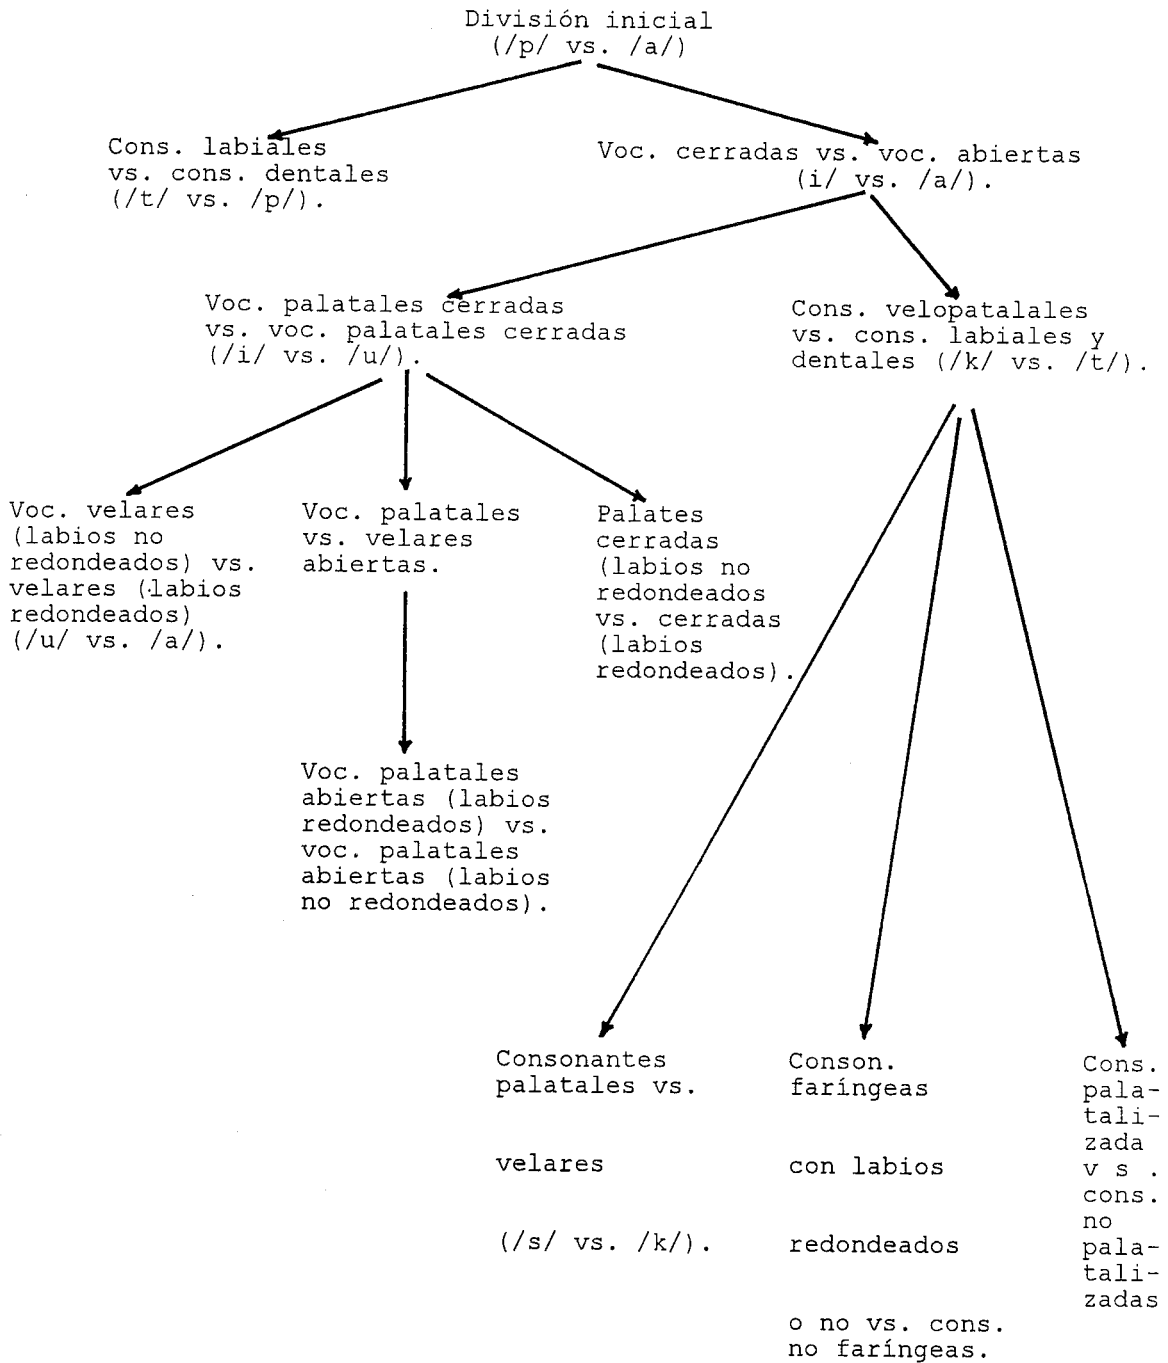 División inicial
(/p/ vs. /a/)
Cons. labiales
vs. cons. dentales
(/t/ vs. /p/).
Voc. cerradas vs. voc. abiertas
(i/ vs. /a/).
Voc. palatales cerradas
vs. voc. palatales cerradas
(/i/ vs. /u/).
Cons. velopatalales
vs. cons. labiales y
dentales (/k/ vs. /t/).
Voc. velares
(labios no
redondeados) vs.
velares (labios
redondeados)
(/u/ vs. /a/).
Voc. palatales
vs. velares
abiertas.
Palates
cerradas
(labios no
redondeados
vs. cerradas
(labios
redondeados).
Voc. palatales
abiertas (labios
redondeados) vs.
voc. palatales
abiertas (labios
no redondeados).
Consonantes
palatales vs.
velares
(/s/ vs. /k/).
Conson.
faríngeas
con labios
redondeados
o no vs. cons.
no faríngeas.
Cons.
pala-
tali-
zada
v s .
cons.
no
pala-
tali-
zadas